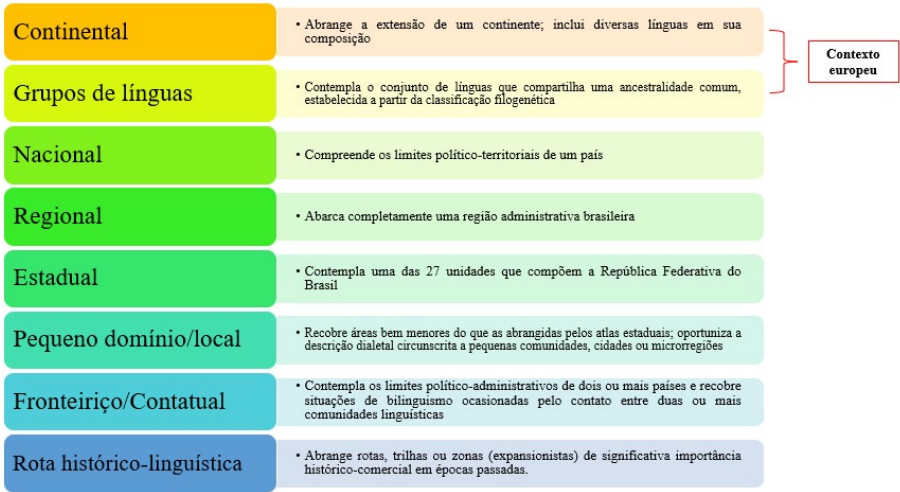 Continental
• Abrange a extensão de um continente; inclui diversas línguas em sua
composição
Contexto
europeu
Grupos de línguas
• Contempla o conjunto de línguas que compartilha uma ancestralidade comum,
estabelecida a partir da classificação filogenética
Nacional
• Compreende os limites político-territoriais de um país
Regional
• Abarca completamente uma região administrativa brasileira
Estadual
• Contempla uma das 27 unidades que compõem a República Federativa do
Brasil
Pequeno domínio/local
• Recobre áreas bem menores do que as abrangidas pelos atlas estaduais; oportuniza a
descrição dialetal circunscrita a pequenas comunidades, cidades ou microrregiões
Fronteiriço/Contatual
• Contempla os limites político-administrativos de dois ou mais países e recobre
situações de bilinguismo ocasionadas pelo contato entre duas ou mais
comunidades linguísticas
Rota histórico-linguística
• Abrange rotas, trilhas ou zonas (expansionistas) de significativa importância
histórico-comercial em épocas passadas.